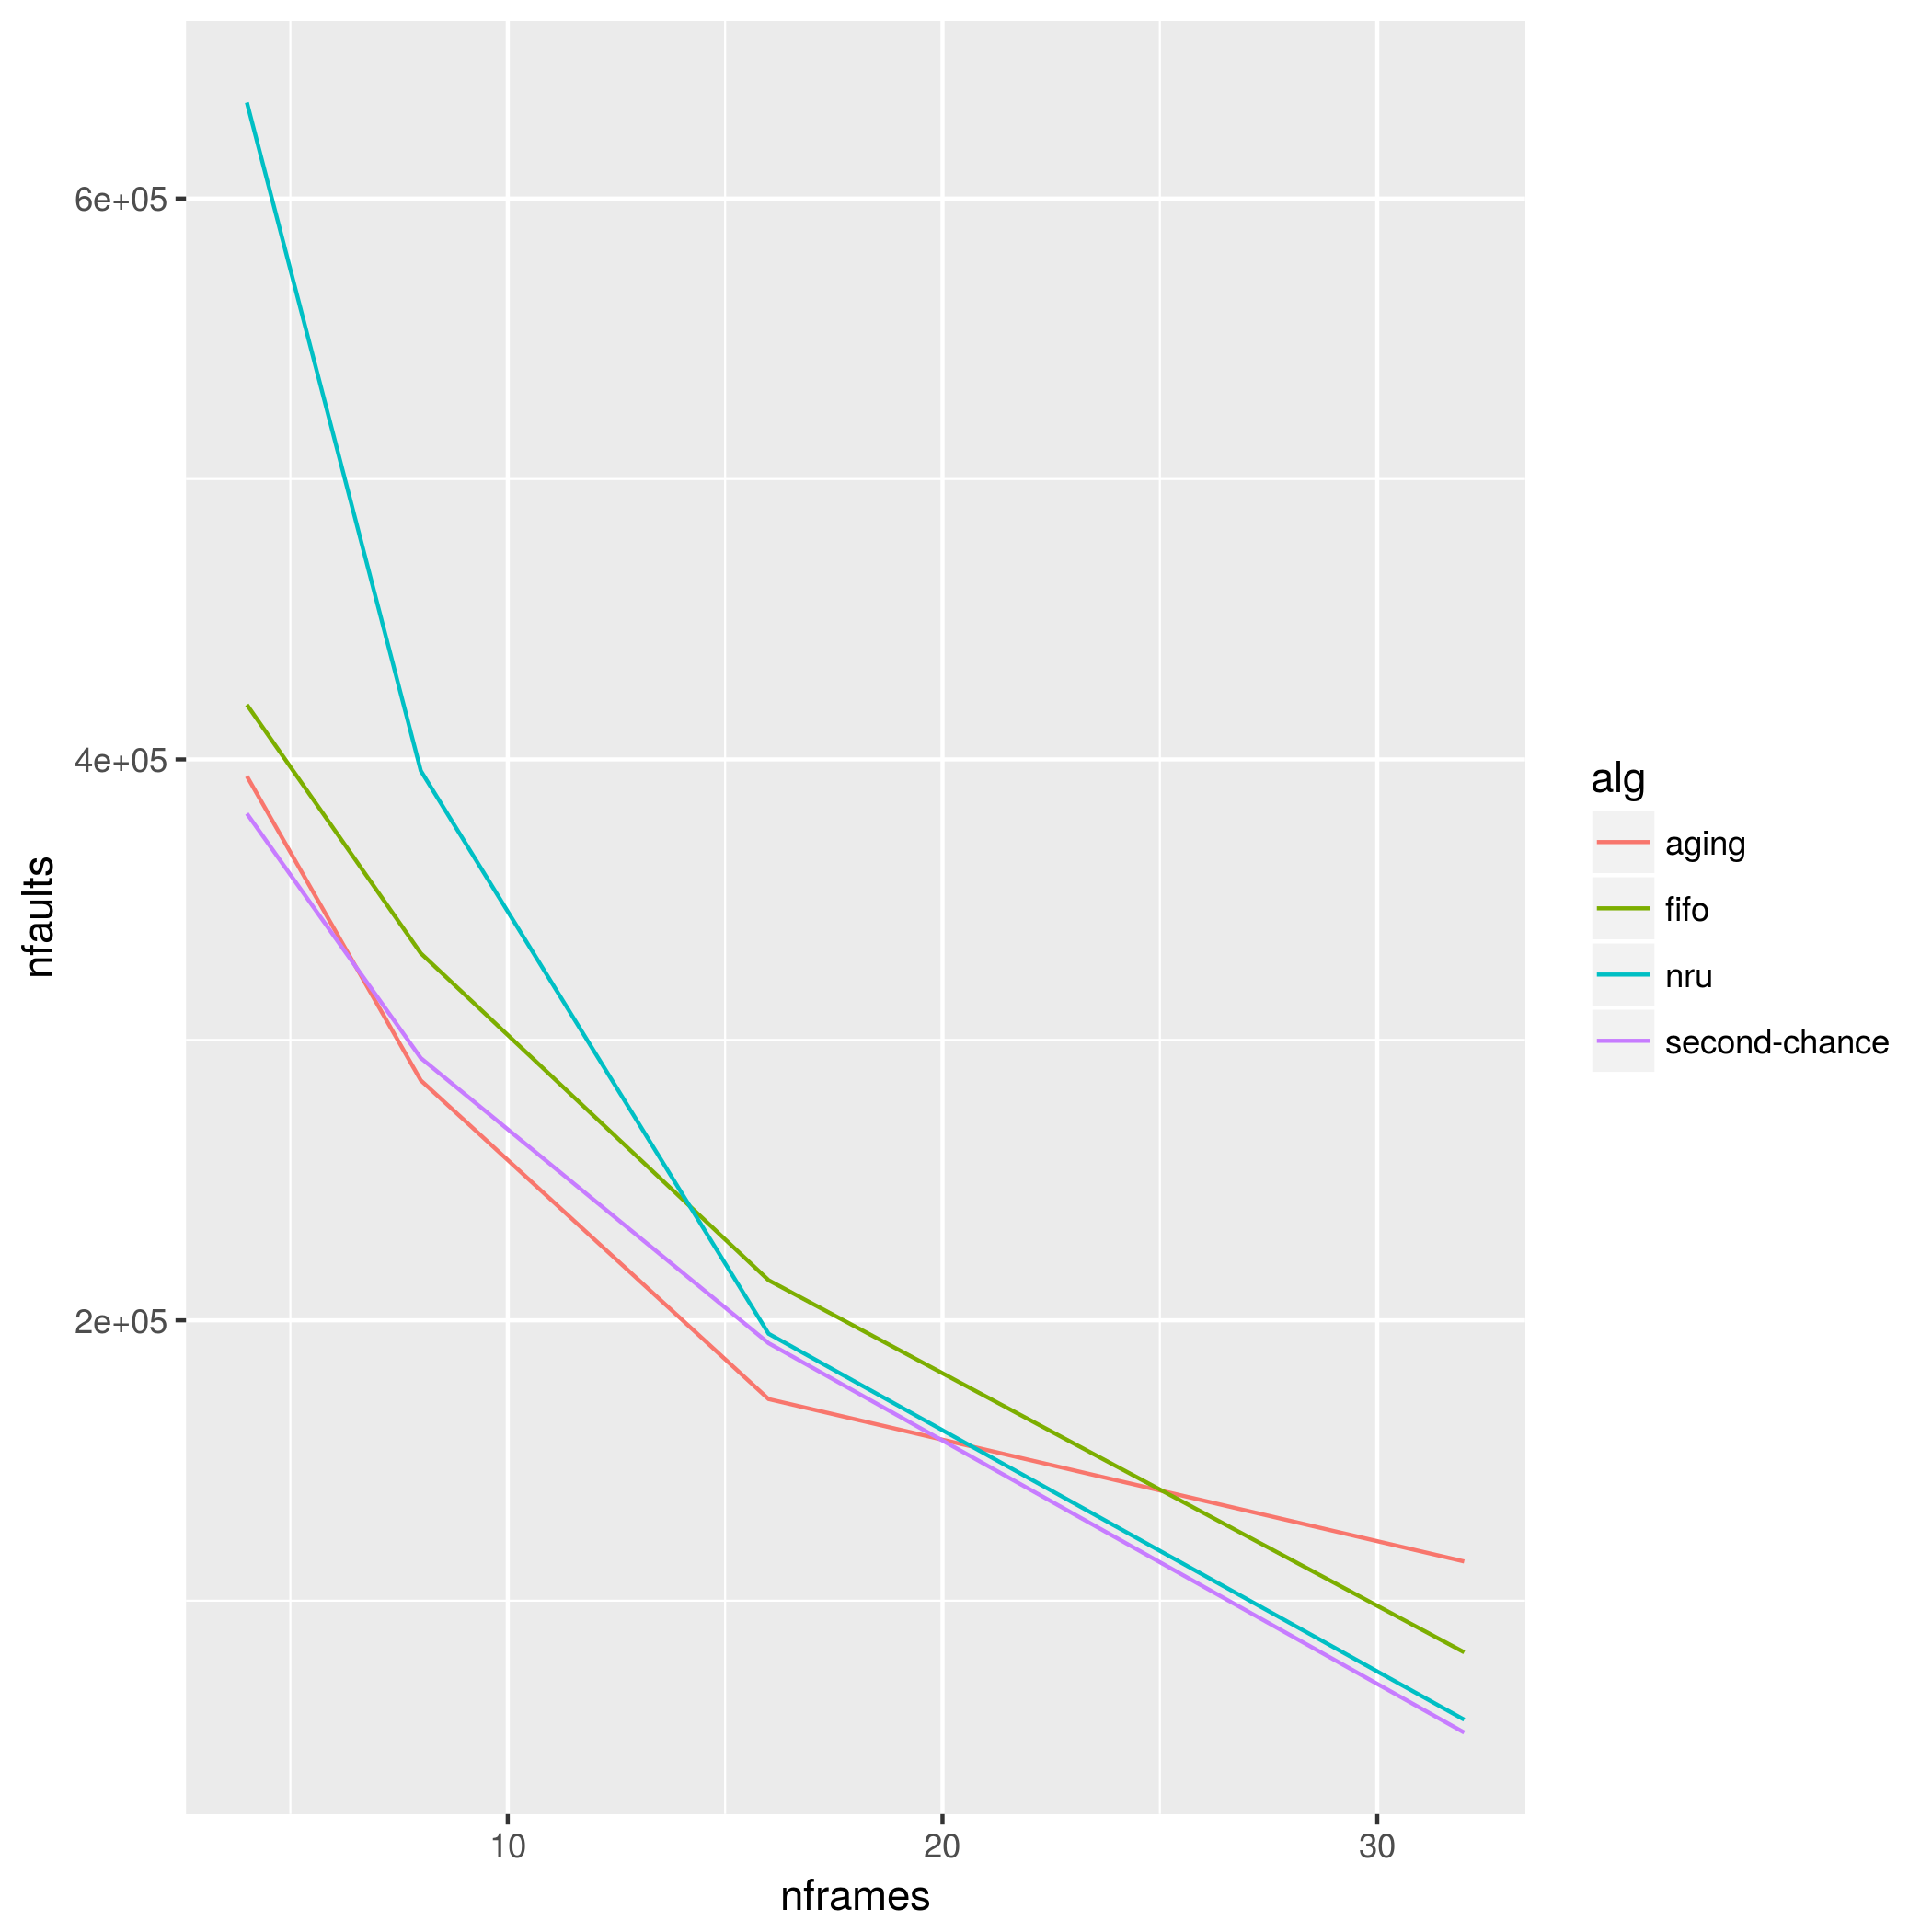 6e+05
4e+05
2e+05
nfaults
10 20 30
nframes
alg
aging
fifo
nru
second-chance